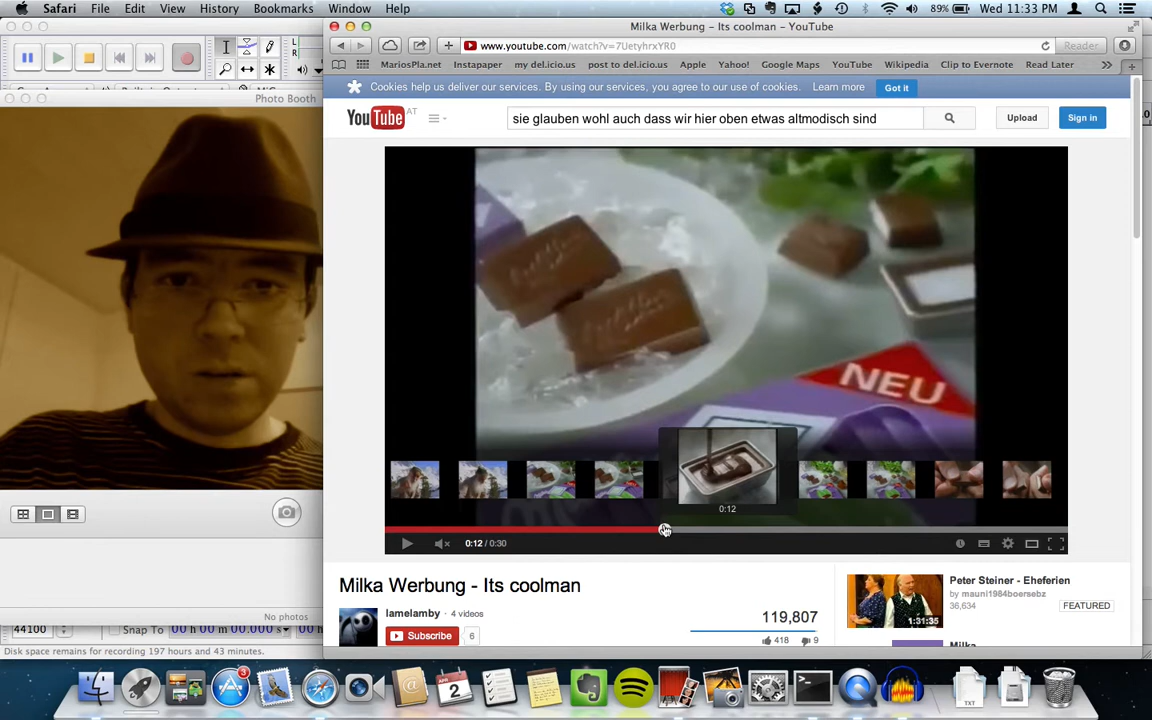 Safari File Edit View History Bookmarks Window Help
89% Wed 11:33 PM
Milka Werbung - Its coolman - YouTube
www.youtube.com/watch?v=7UetyhrxYR0
Reader
MariosPla.net Instapaper my del.icio.us post to del.icio.us Apple Yahoo! Google Maps YouTube Wikipedia Clip to Evernote Read Later
L
R
Photo Booth
Cookies help us deliver our services. By using our services, you agree to our use of cookies. Learn more Got it
YouTube AT
sie glauben wohl auch dass wir hier oben etwas altmodisch sind
Upload
Sign in
NEU
0:12
0:12 / 0:30
Milka Werbung - Its coolman
lamelamby · 4 videos
Subscribe 6
119,807
418 9
Peter Steiner - Eheferien
by mauni1984boersebz
36,634
FEATURED
1:31:35
Milka
No photos
44100
Snap To
00 h 00 m 00.000 s
Disk space remains for recording 197 hours and 43 minutes.
3
APR
2
TXT